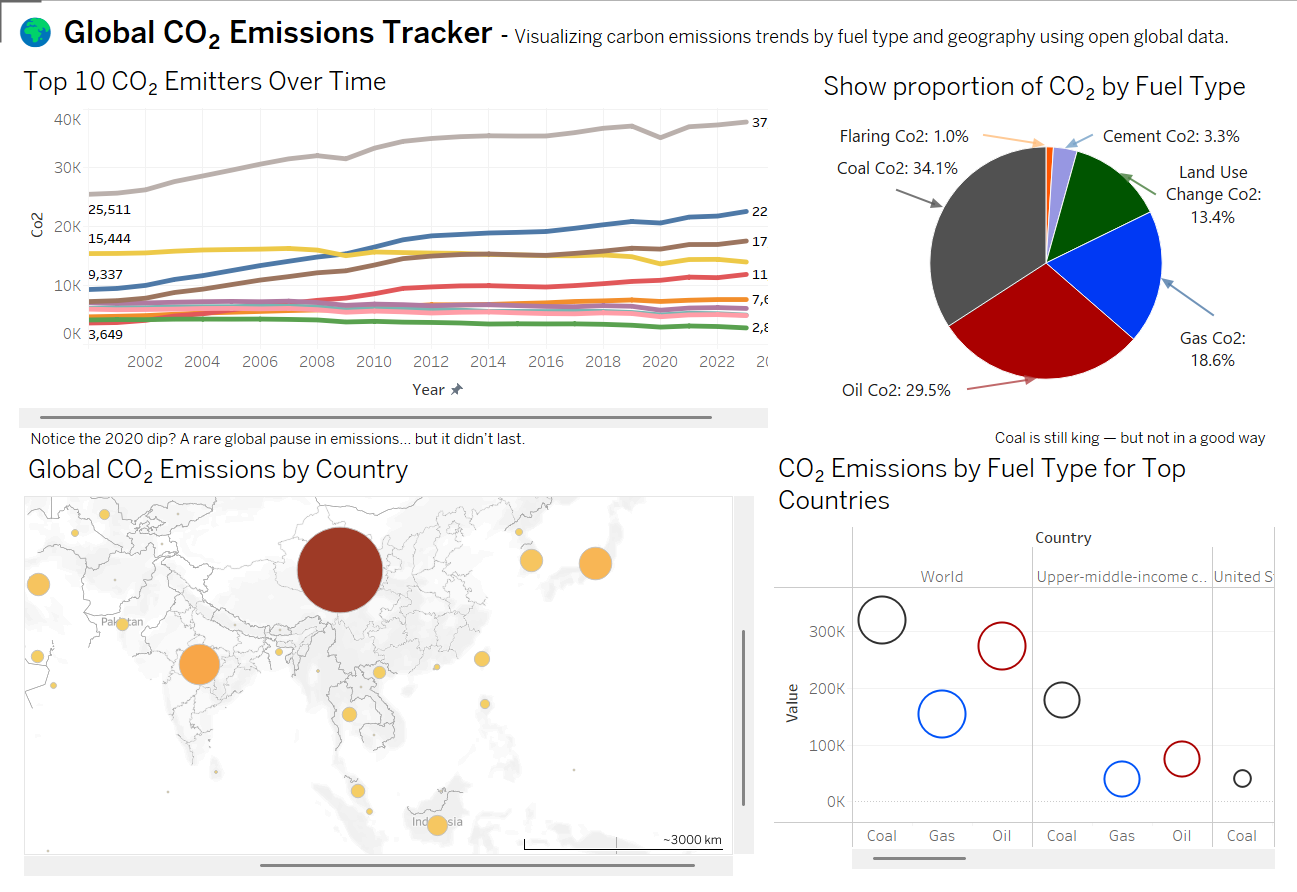 Global CO₂ Emissions Tracker - Visualizing carbon emissions trends by fuel type and geography using open global data.
Top 10 CO₂ Emitters Over Time
40K
30K
20K
10K
0K
Co2
25,511
15,444
9,337
3,649
37
22
17
11
7,6
2,8
2002 2004 2006 2008 2010 2012 2014 2016 2018 2020 2022 20
Year
Notice the 2020 dip? A rare global pause in emissions... but it didn't last.
Show proportion of CO₂ by Fuel Type
Flaring Co2: 1.0%
Cement Co2: 3.3%
Coal Co2: 34.1%
Land Use
Change Co2:
13.4%
Gas Co2:
18.6%
Oil Co2: 29.5%
Coal is still king — but not in a good way
Global CO₂ Emissions by Country
Pakistan
Indonesia
~3000 km
CO₂ Emissions by Fuel Type for Top
Countries
Country
World Upper-middle-income c.. United S
300K
200K
100K
0K
Value
Coal Gas Oil Coal Gas Oil Coal